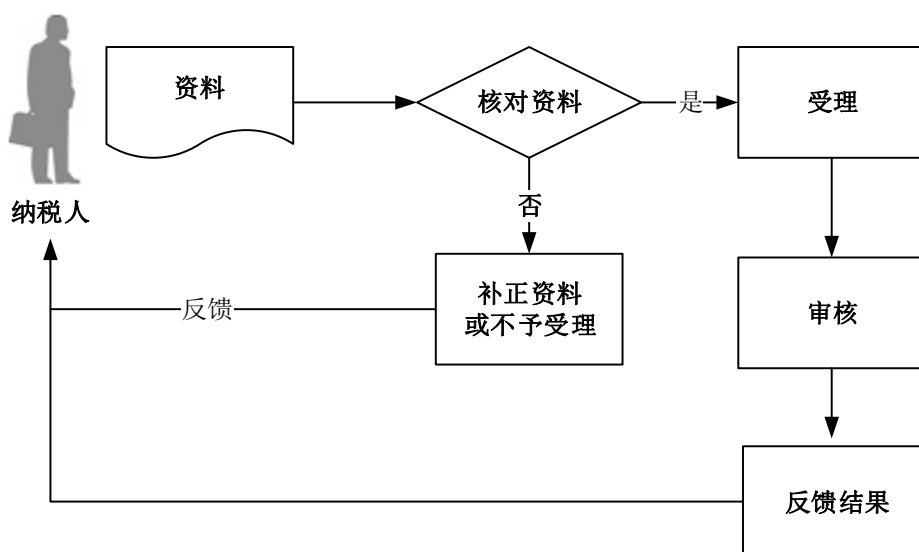 资料
核对资料
是
受理
纳税人
否
补正资料
或不予受理
反馈
审核
反馈结果